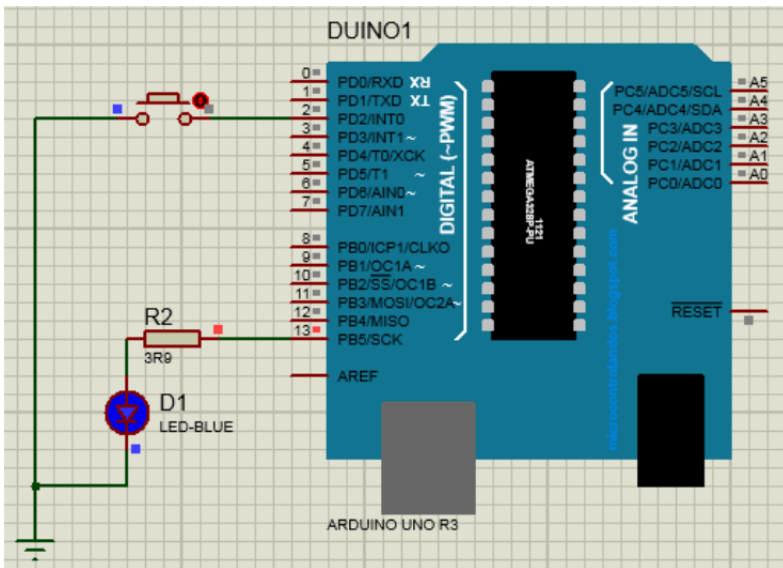 DUINO1
0
PD0/RXD RX
1
PD1/TXD TX
2
PD2/INT0
3
PD3/INT1 ~
4
PD4/T0/XCK
5
PD5/T1 ~
6
PD6/AIN0 ~
7
PD7/AIN1
8
PB0/ICP1/CLKO
9
PB1/OC1A ~
10
PB2/SS/OC1B ~
11
PB3/MOSI/OC2A ~
12
PB4/MISO
13
PB5/SCK
AREF
DIGITAL (~PWM)
ATMEGA328P-PU
1121
ANALOG IN
PC5/ADC5/SCL A5
PC4/ADC4/SDA A4
PC3/ADC3 A3
PC2/ADC2 A2
PC1/ADC1 A1
PC0/ADC0 A0
microcontrolandos.blogspot.com
RESET
R2
3R9
D1
LED-BLUE
ARDUINO UNO R3